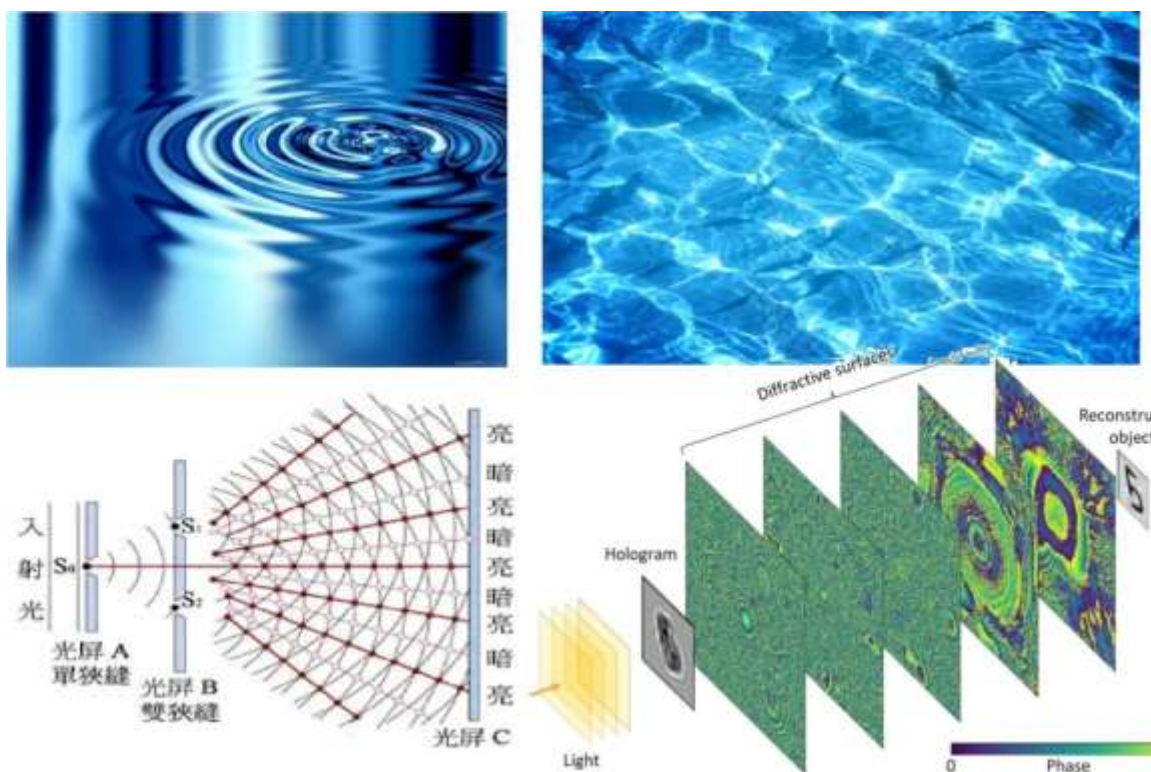 入
射
光
S₀
S₁
S₂
亮
暗
亮
暗
亮
暗
亮
暗
亮
光屏 A
單狹縫
光屏 B
雙狹縫
光屏 C
Diffractive surfaces
Reconstru
object
Hologram
Light
0
Phase